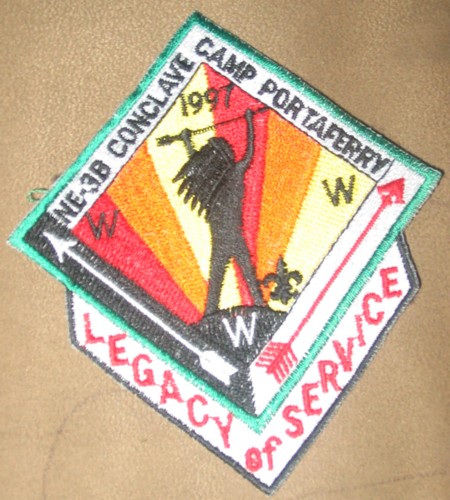 NE-3B CONCLAVE
CAMP PORTAFERRY
1997
W
W
W
LEGACY of SERVICE